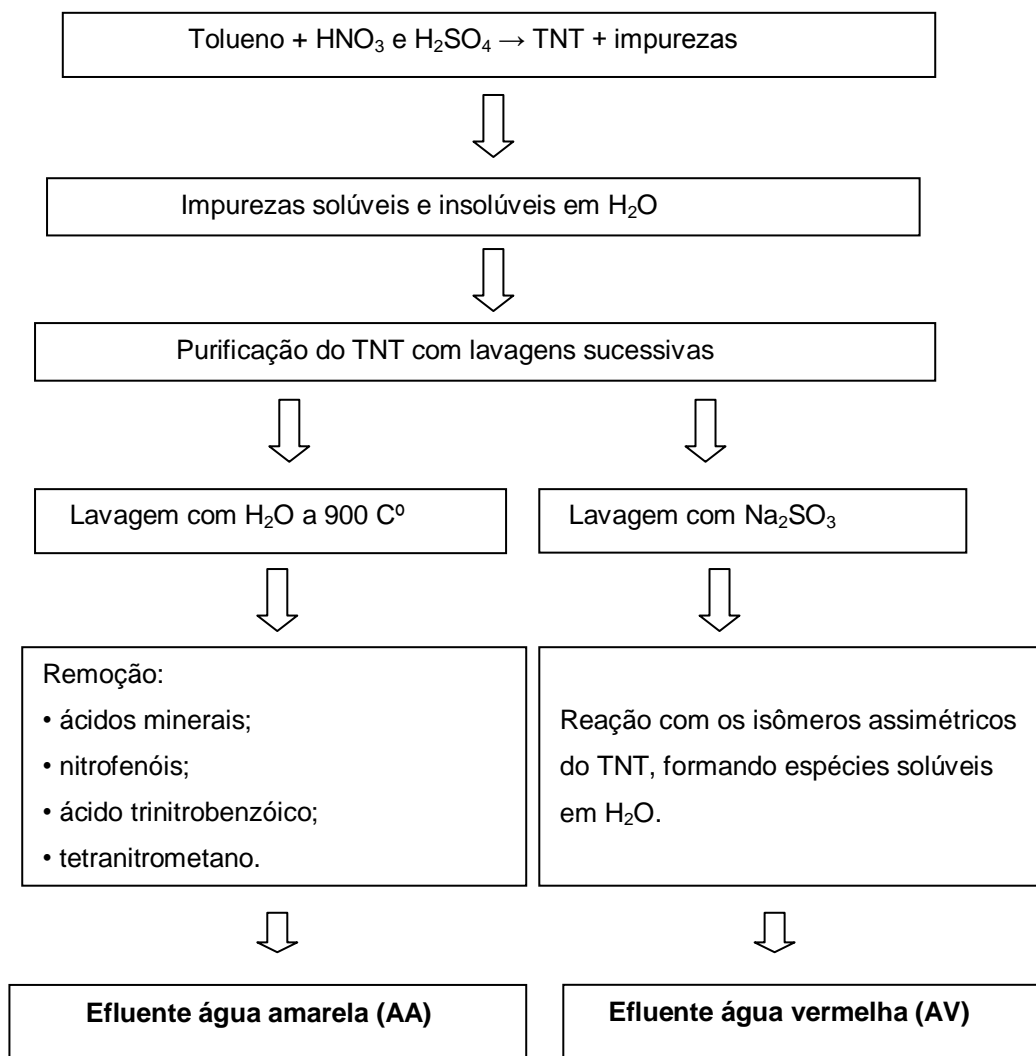 Tolueno + HNO₃ e H₂SO₄ → TNT + impurezas
Impurezas solúveis e insolúveis em H₂O
Purificação do TNT com lavagens sucessivas
Lavagem com H₂O a 900 Cº
Lavagem com Na₂SO₃
Remoção:
• ácidos minerais;
• nitrofenóis;
• ácido trinitrobenzóico;
• tetranitrometano.
Reação com os isômeros assimétricos
do TNT, formando espécies solúveis
em H₂O.
Efluente água amarela (AA)
Efluente água vermelha (AV)